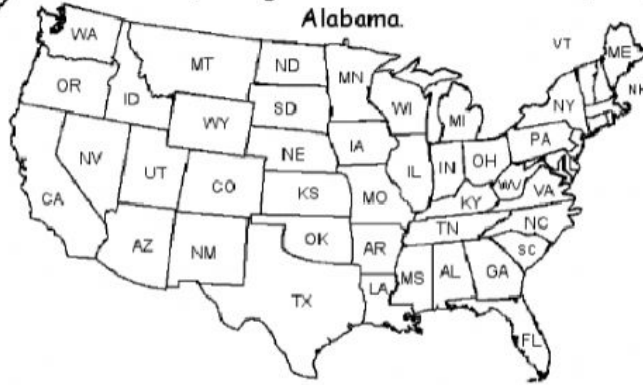 Alabama.
WA
VT
ME
MT
ND
MN
OR
ID
SD
WI
NY
NH
WY
MI
IA
PA
NE
NV
UT
CO
IL
IN
OH
WV
VA
CA
KS
MO
KY
NC
TN
AZ
NM
OK
AR
SC
MS
AL
GA
TX
LA
FL